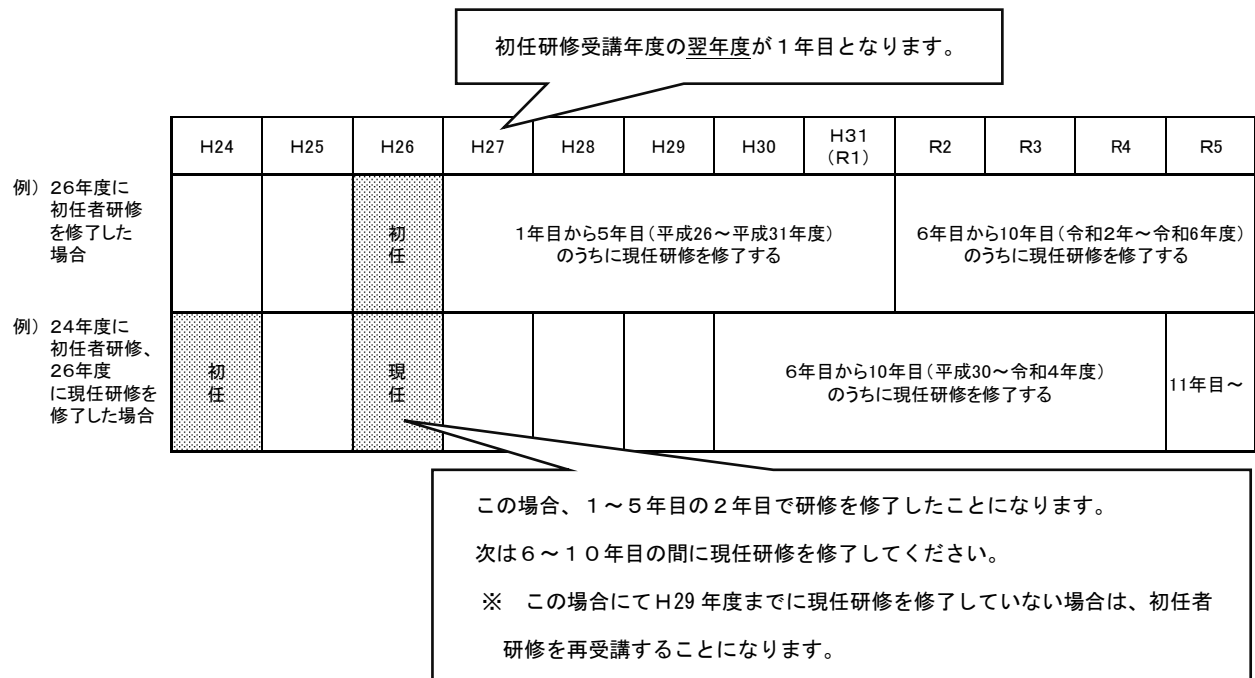 初任研修受講年度の翌年度が１年目となります。
H24 H25 H26 H27 H28 H29 H30 H31 R2 R3 R4 R5
(R1)
例）26年度に
初任者研修
を修了した
場合
初
任
1年目から5年目(平成26～平成31年度)
のうちに現任研修を修了する
6年目から10年目(令和2年～令和6年度)
のうちに現任研修を修了する
例）24年度に
初任者研修、
26年度
に現任研修を
修了した場合
初
任
現
任
6年目から10年目(平成30～令和4年度)
のうちに現任研修を修了する
11年目～
この場合、１～５年目の２年目で研修を修了したことになります。
次は６～１０年目の間に現任研修を修了してください。
※　この場合にてＨ29 年度までに現任研修を修了していない場合は、初任者
研修を再受講することになります。